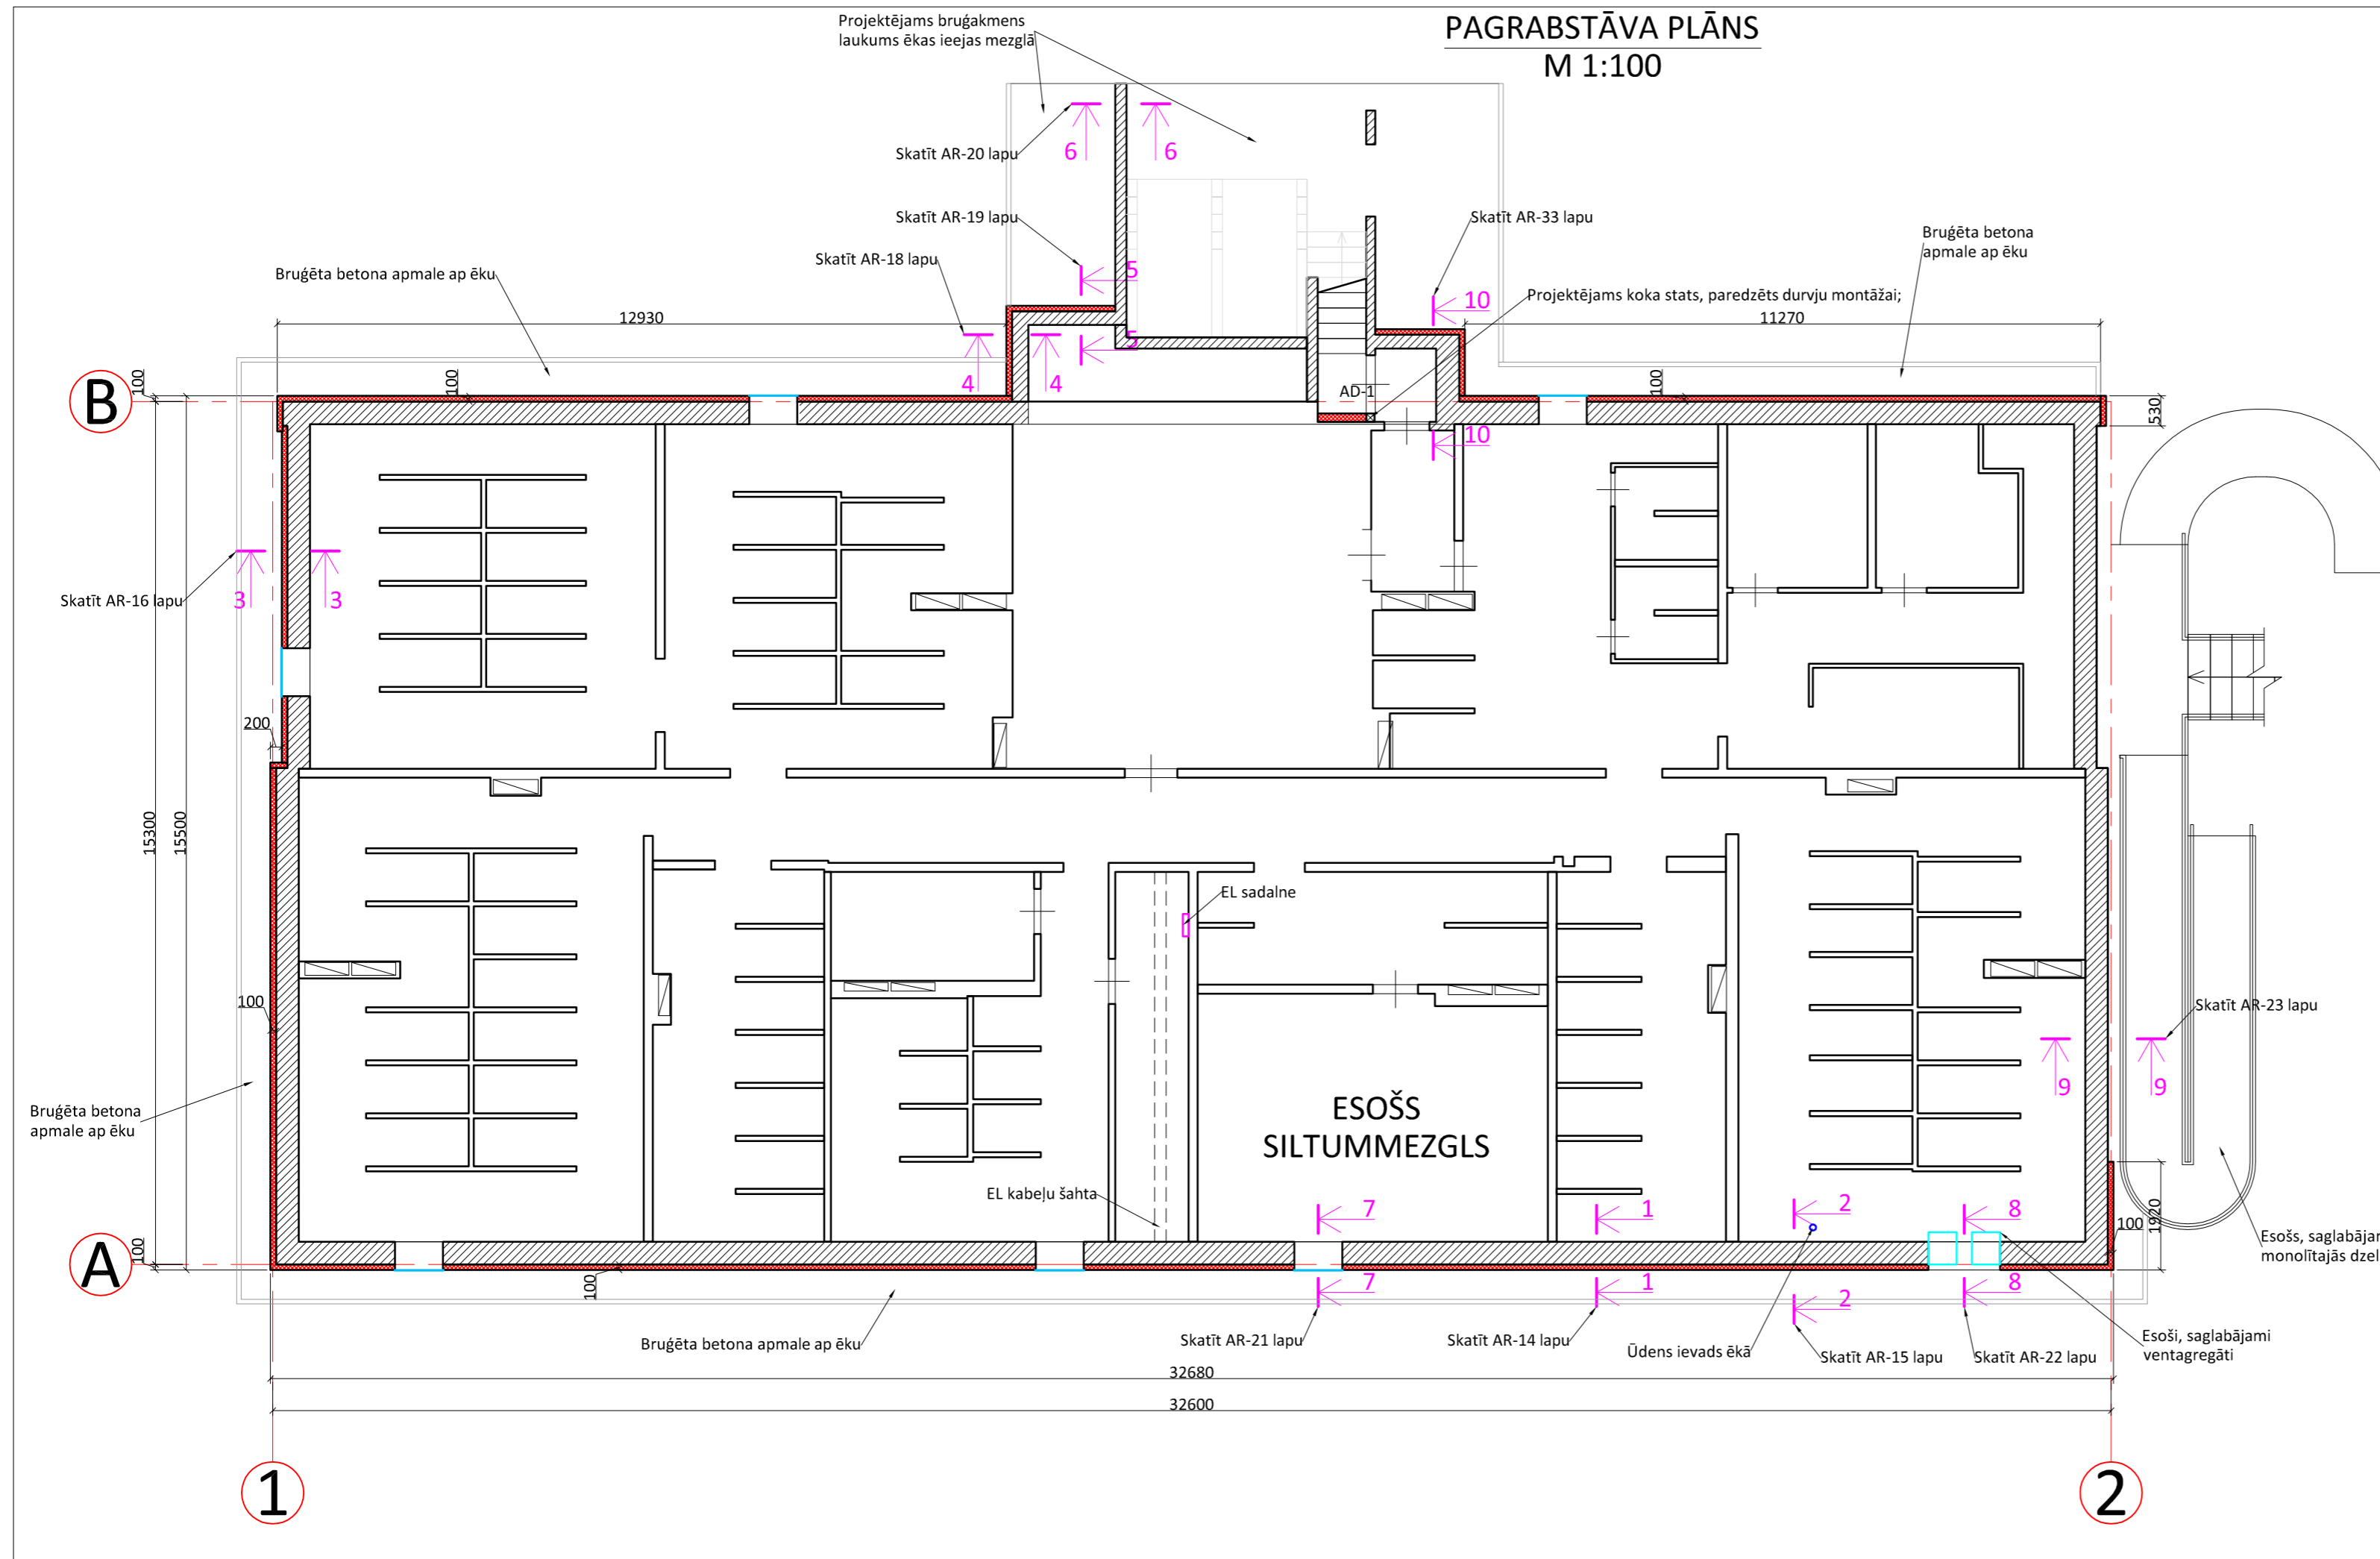 PAGRABSTĀVA PLĀNS
M 1:100
Projektējams bruģakmens
laukums ēkas ieejas mezglā
6
6
Skatīt AR-20 lapu
Skatīt AR-19 lapu
Skatīt AR-33 lapu
Skatīt AR-18 lapu
Bruģēta betona
apmale ap ēku
Bruģēta betona apmale ap ēku
5
10
Projektējams koka stats, paredzēts durvju montāžai;
12930
11270
5
4
4
B
100
100
100
AD-1
530
10
Skatīt AR-16 lapu
3
3
200
15300
15500
EL sadalne
100
Skatīt AR-23 lapu
9
9
Bruģēta betona
apmale ap ēku
ESOŠS
SILTUMMEZGLS
EL kabeļu šahta
7
1
2
8
1920
100
A
100
100
Esošs, saglabājar
monolītajās dzel
7
1
2
8
Bruģēta betona apmale ap ēku
Skatīt AR-21 lapu
Skatīt AR-14 lapu
Ūdens ievads ēkā
Skatīt AR-15 lapu
Skatīt AR-22 lapu
Esoši, saglabājami
ventagregāti
32680
32600
1
2